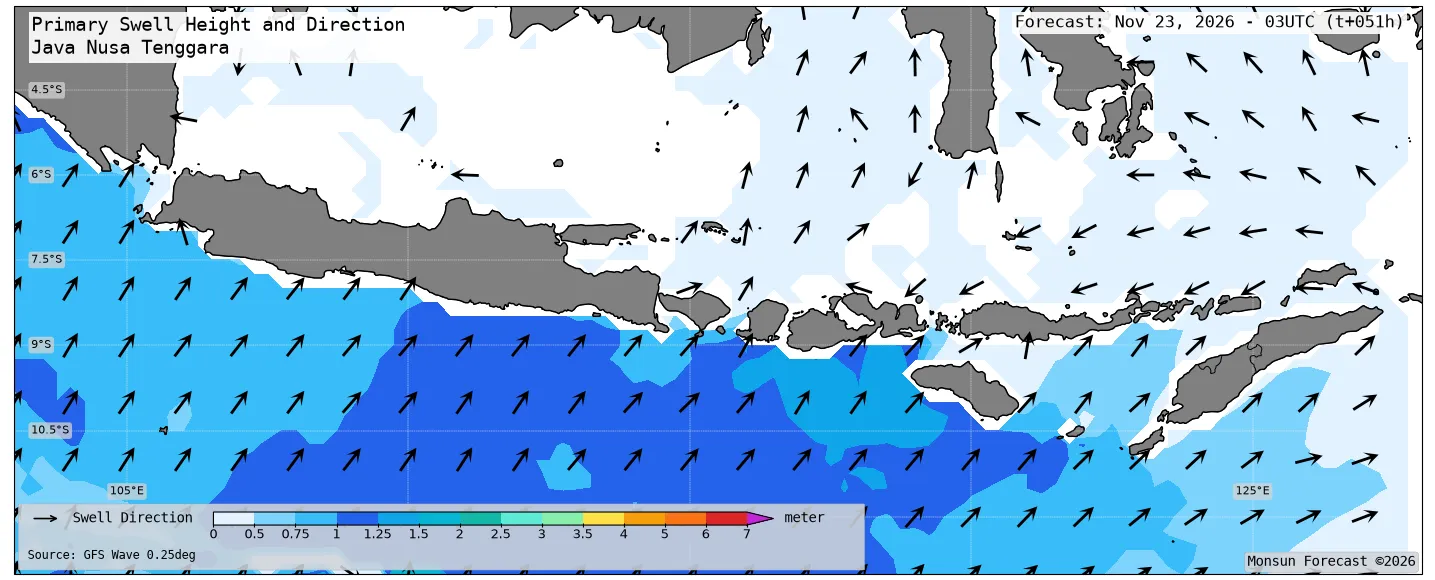 Primary Swell Height and Direction
Java Nusa Tenggara
Forecast: Nov 23, 2026 - 03UTC (t+051h)
4.5°S
6°S
7.5°S
9°S
10.5°S
105°E
125°E
Swell Direction
0 0.5 0.75 1 1.25 1.5 2 2.5 3 3.5 4 5 6 7
meter
Source: GFS Wave 0.25deg
Monsun Forecast ©2026